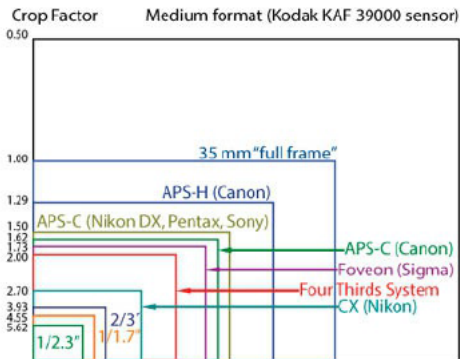 Crop Factor Medium format (Kodak KAF 39000 sensor)
0.50
1.00
35 mm "full frame"
1.29
APS-H (Canon)
1.50
APS-C (Nikon DX, Pentax, Sony)
1.62
APS-C (Canon)
1.73
Foveon (Sigma)
2.00
Four Thirds System
2.70
CX (Nikon)
3.93
2/3"
4.55
1/1.7"
5.62
1/2.3"